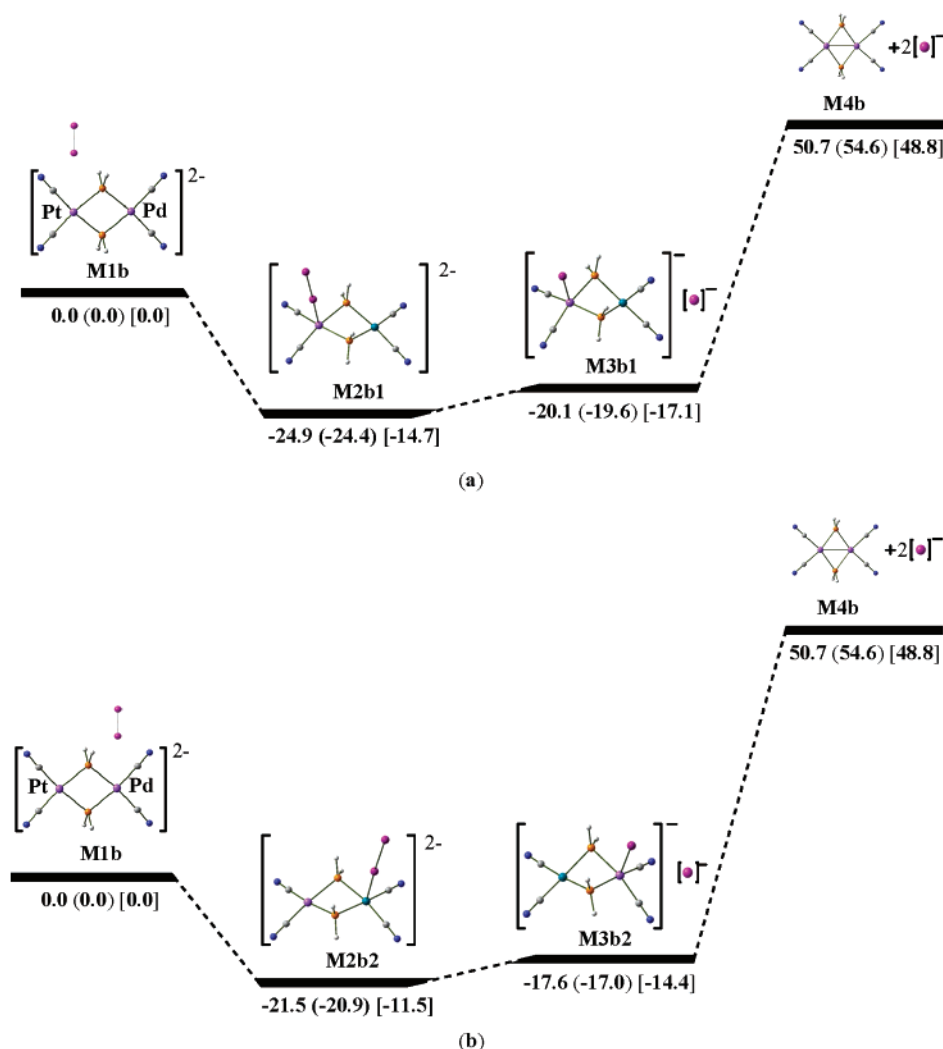 +2[ ]−
M4b
50.7 (54.6) [48.8]
2-
Pt Pd
M1b
0.0 (0.0) [0.0]
2-
M2b1
-24.9 (-24.4) [-14.7]
−
[ ]−
M3b1
-20.1 (-19.6) [-17.1]
(a)
+2[ ]−
M4b
50.7 (54.6) [48.8]
2-
Pt Pd
M1b
0.0 (0.0) [0.0]
2-
M2b2
-21.5 (-20.9) [-11.5]
−
[ ]−
M3b2
-17.6 (-17.0) [-14.4]
(b)